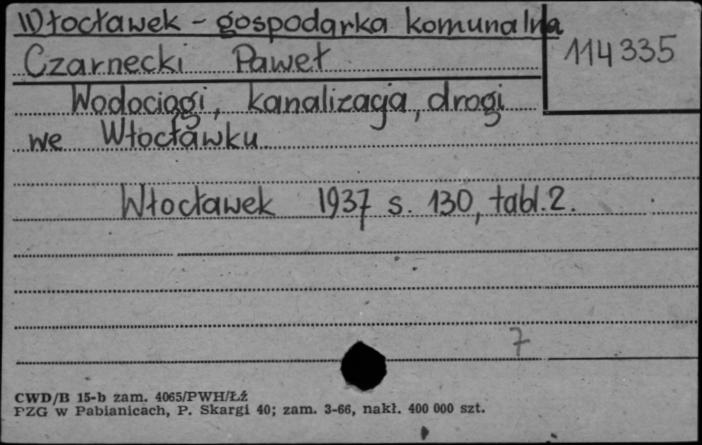 Włocławek - gospodarka komunalna
114335
Czarnecki Paweł
Wodociągi, kanalizacja, drogi
we Włocławku
Włocławek 1937 s. 130, tabl. 2.
7
CWD/B 15-b zam. 4065/PWH/Łź
PZG w Pabianicach, P. Skargi 40; zam. 3-66, nakł. 400 000 szt.